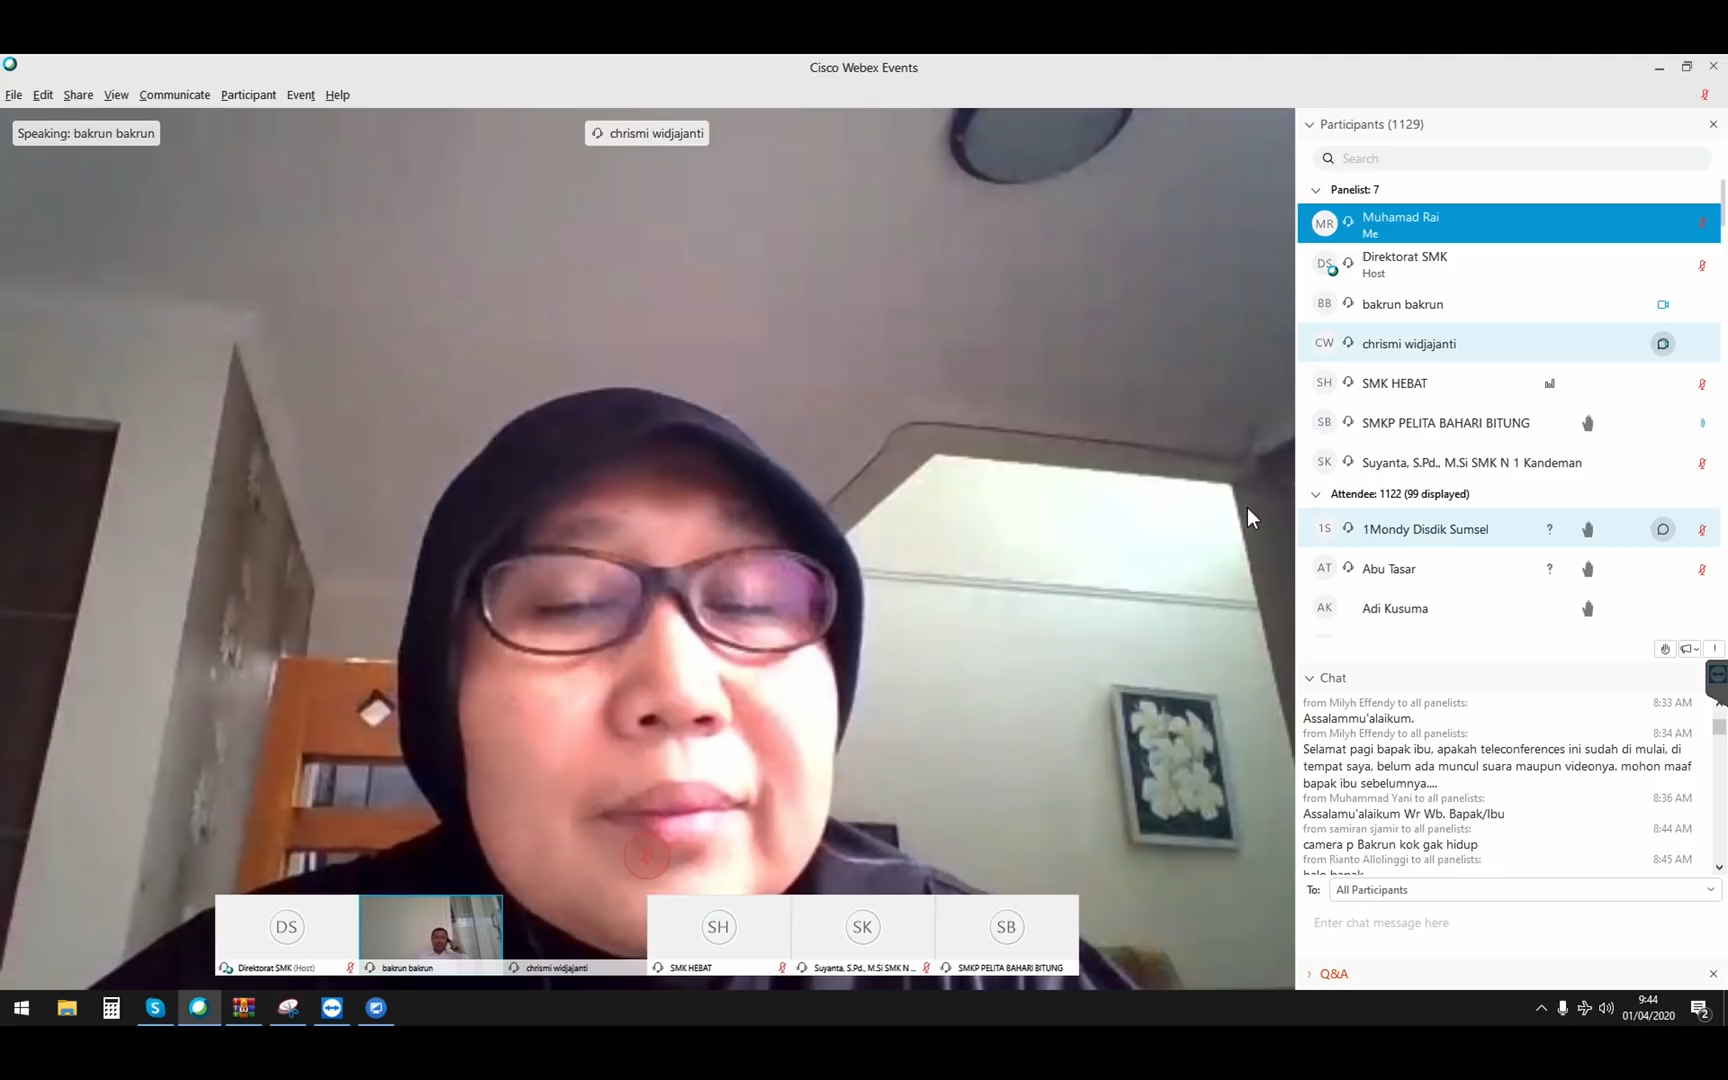 Cisco Webex Events
File Edit Share View Communicate Participant Event Help
Speaking: bakrun bakrun
chrismi widjajanti
Participants (1129)
Search
Panelist: 7
MR Muhamad Rai
Me
DS Direktorat SMK
Host
BB bakrun bakrun
CW chrismi widjajanti
SH SMK HEBAT
SB SMKP PELITA BAHARI BITUNG
SK Suyanta, S.Pd., M.Si SMK N 1 Kandeman
Attendee: 1122 (99 displayed)
1S 1Mondy Disdik Sumsel ?
AT Abu Tasar ?
AK Adi Kusuma
Chat
from Milyh Effendy to all panelists: 8:33 AM
Assalammu'alaikum.
from Milyh Effendy to all panelists: 8:34 AM
Selamat pagi bapak ibu, apakah teleconferences ini sudah di mulai, di
tempat saya, belum ada muncul suara maupun videonya. mohon maaf
bapak ibu sebelumnya....
from Muhammad Yani to all panelists: 8:36 AM
Assalamu'alaikum Wr Wb. Bapak/Ibu
from samiran sjamir to all panelists: 8:44 AM
camera p Bakrun kok gak hidup
from Rianto Allolinggi to all panelists: 8:45 AM
halo bapak
To: All Participants
Enter chat message here
Q&A
DS SH SK SB
Direktorat SMK (Host) bakrun bakrun chrismi widjajanti SMK HEBAT Suyanta, S.Pd., M.Si SMK N ... SMKP PELITA BAHARI BITUNG
9:44
01/04/2020
2